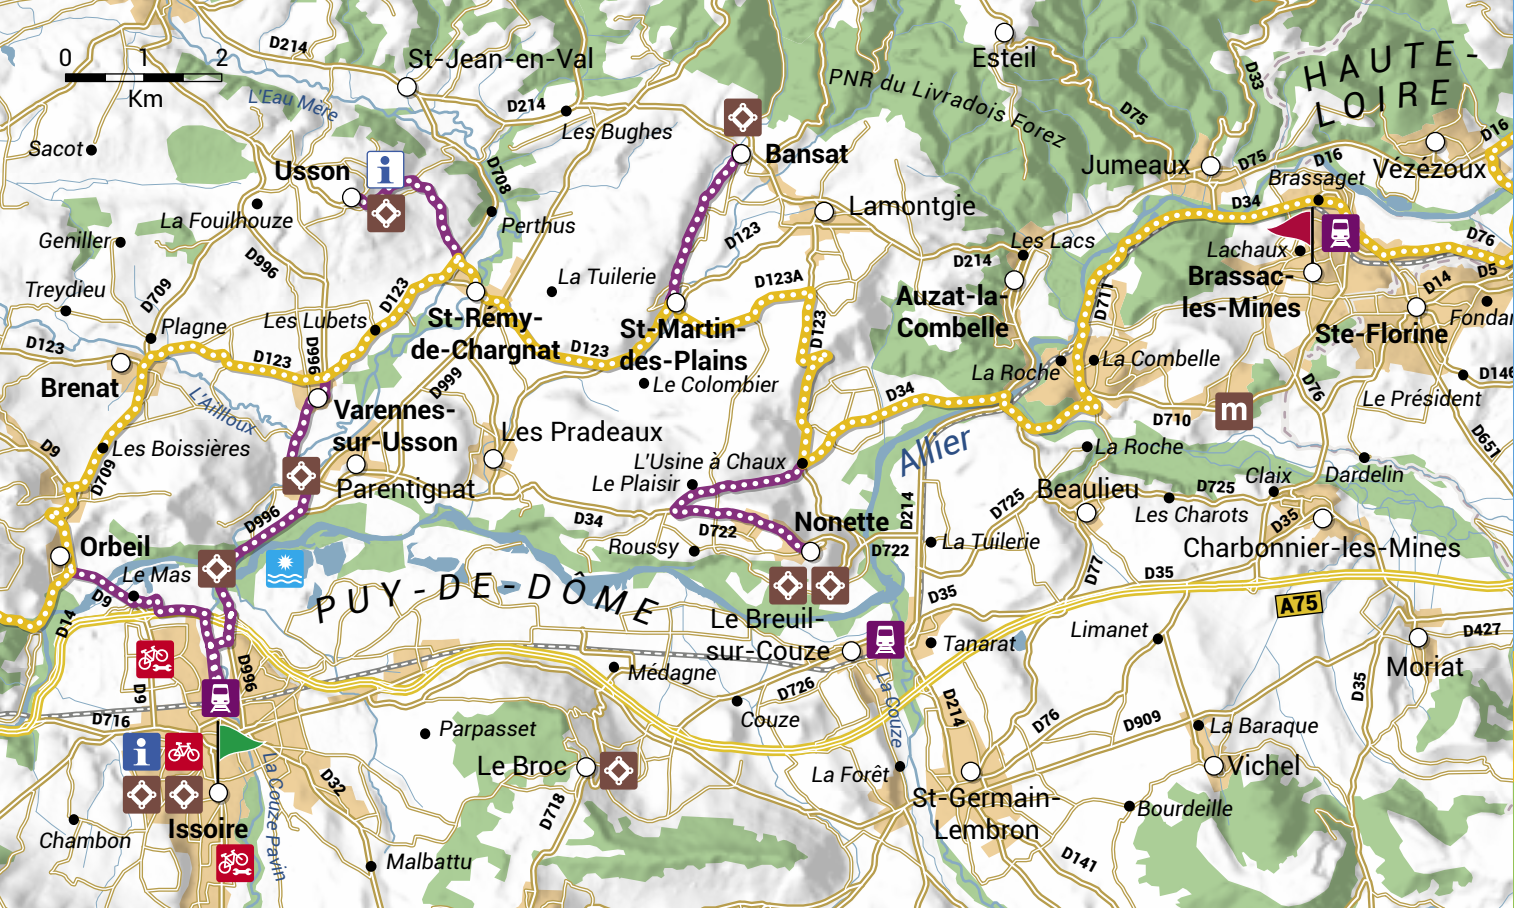 0 1 2
Km
D214
St-Jean-en-Val
Esteil
HAUTE-
LOIRE
PNR du Livradois Forez
D33
D75
L'Eau Mère
D214
Les Bughes
Sacot
Usson
i
D708
Bansat
Jumeaux
D75
D16
D16
Vézézoux
Brassaget
La Fouilhouze
Perthus
Lamontgie
D34
Geniller
D996
D123
Les Lacs
D214
Lachaux
D76
Treydieu
D709
La Tuilerie
D123A
Auzat-la-
Combelle
Brassac-
les-Mines
D14
D5
Plagne
Les Lubets
D123
St-Rémy-
de-Chargnat
St-Martin-
des-Plains
D123
D711
Ste-Florine
Fondar
D123
D123
D996
D123
Brenat
D999
Le Colombier
La Roche
La Combelle
D76
D146
Le Président
L'Ailloux
Varennes-
sur-Usson
D34
D710
m
D9
Les Boissières
Les Pradeaux
Allier
La Roche
D651
D709
Parentignat
L'Usine à Chaux
Le Plaisir
Beaulieu
Claix
Dardelin
D725
D725
Les Charots
D214
D996
D34
D722
Nonette
D35
Orbeil
Roussy
D722
La Tuilerie
Charbonnier-les-Mines
Le Mas
D77
D35
D9
PUY-DE-DÔME
D35
A75
D14
Le Breuil-
sur-Couze
Tanarat
Limanet
D427
Moriat
D9
D996
Médagne
D726
La Couze
D214
D35
D716
Couze
D76
D909
La Baraque
i
Parpasset
Le Broc
La Forêt
Vichel
La Couze Pavin
D32
D718
St-Germain-
Lembron
Bourdeille
Issoire
Chambon
Malbattu
D141